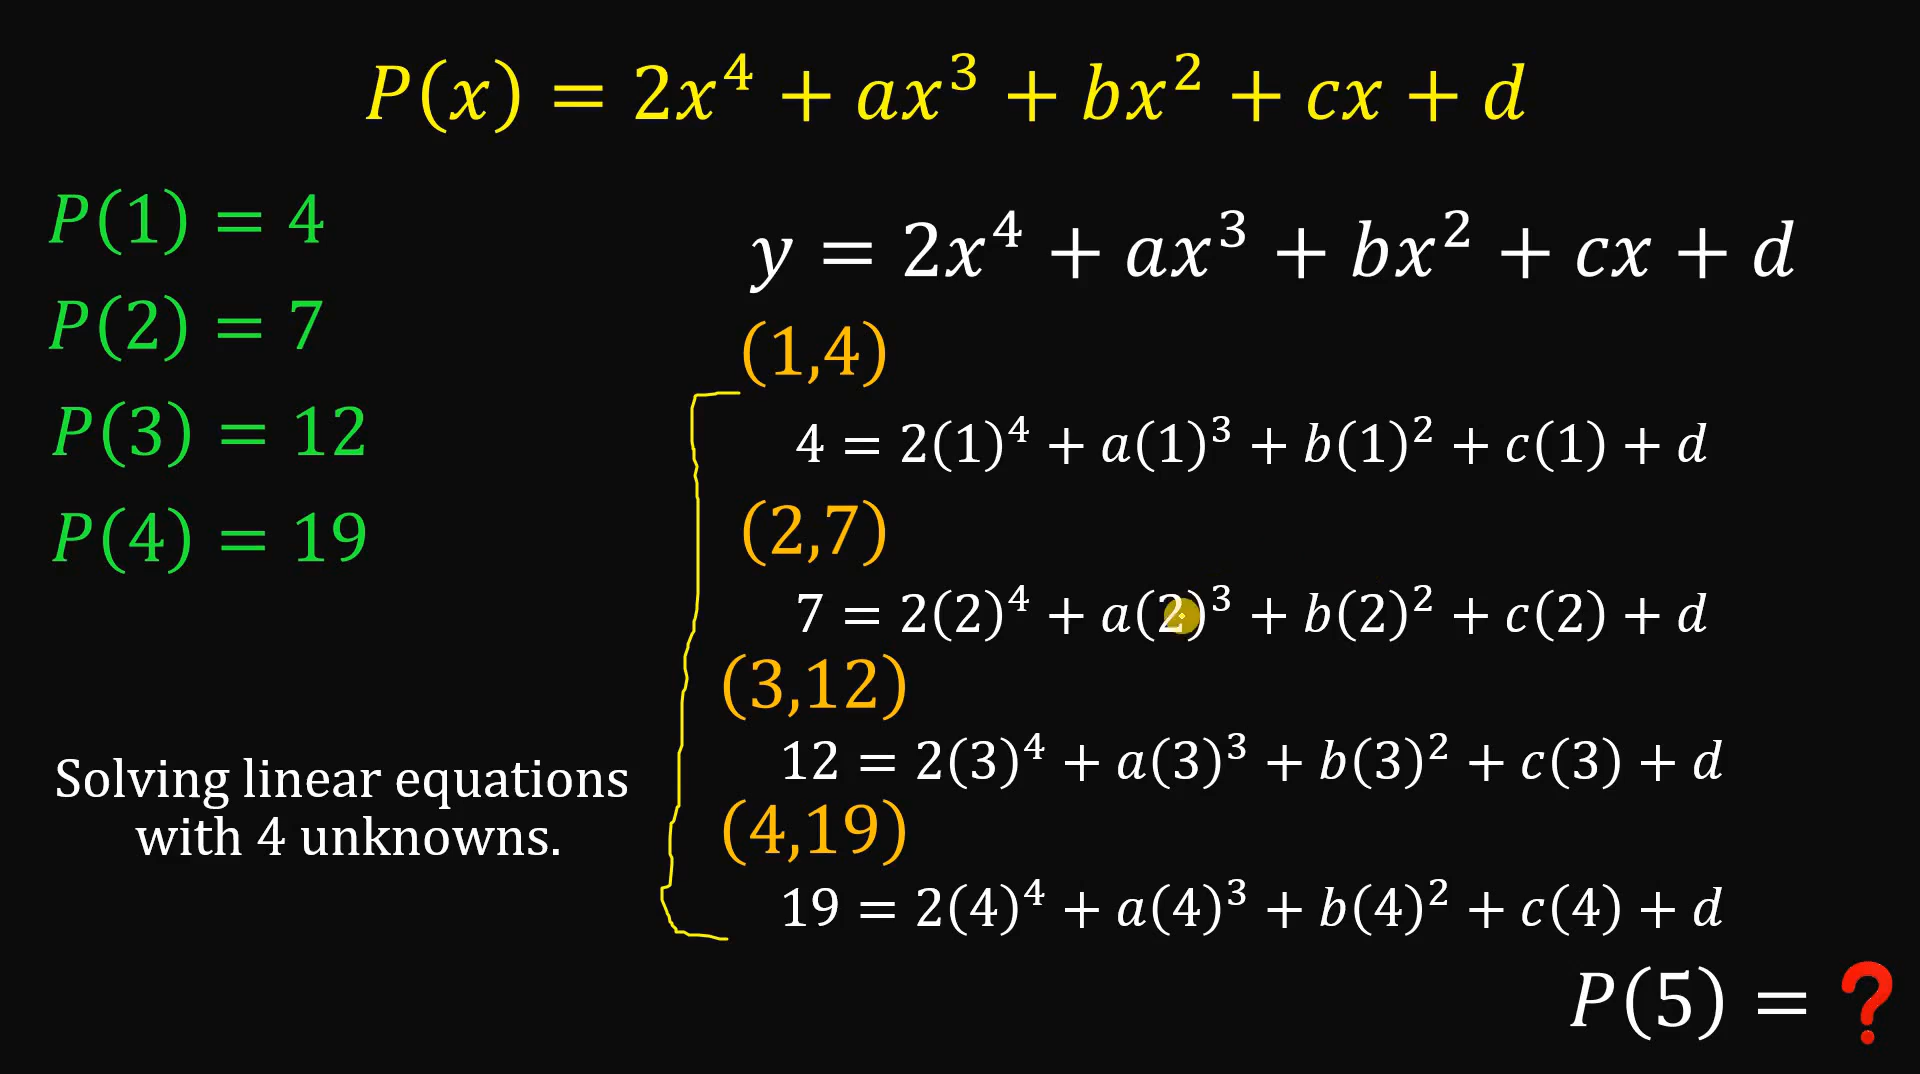 P(x) = 2x⁴ + ax³ + bx² + cx + d
P(1) = 4
P(2) = 7
P(3) = 12
P(4) = 19
Solving linear equations
with 4 unknowns.
y = 2x⁴ + ax³ + bx² + cx + d
(1,4)
4 = 2(1)⁴ + a(1)³ + b(1)² + c(1) + d
(2,7)
7 = 2(2)⁴ + a(2)³ + b(2)² + c(2) + d
(3,12)
12 = 2(3)⁴ + a(3)³ + b(3)² + c(3) + d
(4,19)
19 = 2(4)⁴ + a(4)³ + b(4)² + c(4) + d
P(5) = ?